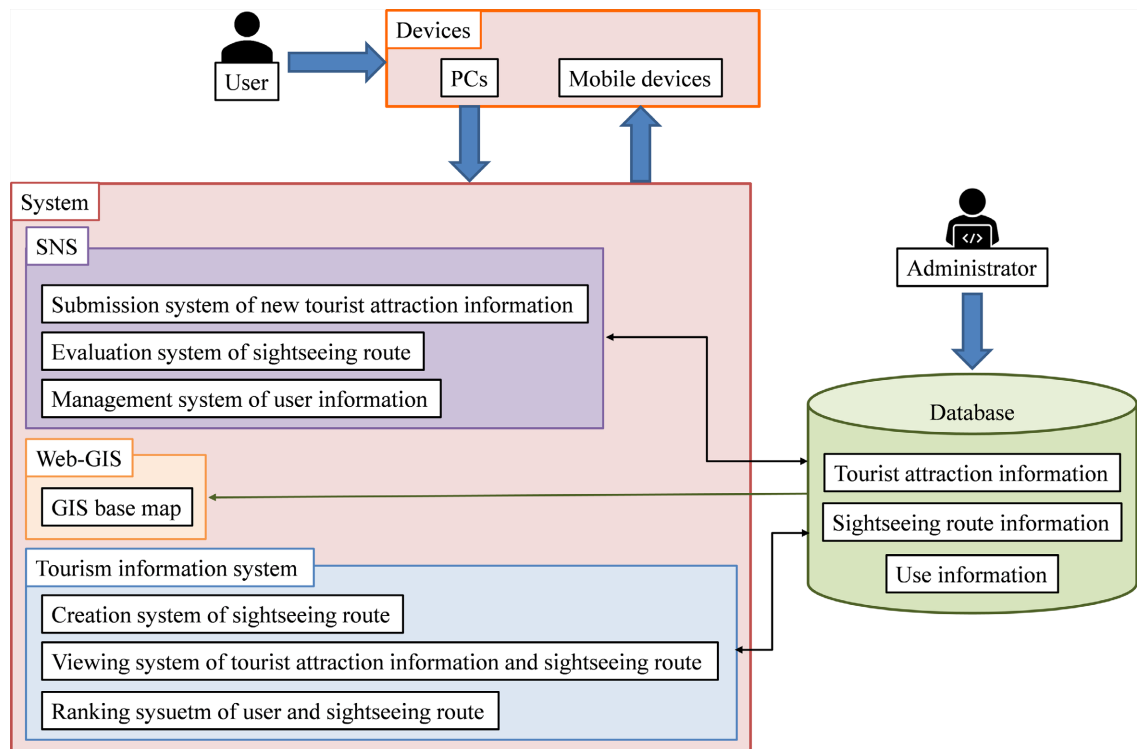 Devices
PCs
Mobile devices
User
System
SNS
Submission system of new tourist attraction information
Evaluation system of sightseeing route
Management system of user information
Web-GIS
GIS base map
Tourism information system
Creation system of sightseeing route
Viewing system of tourist attraction information and sightseeing route
Ranking sysuetm of user and sightseeing route
</>
Administrator
Database
Tourist attraction information
Sightseeing route information
Use information